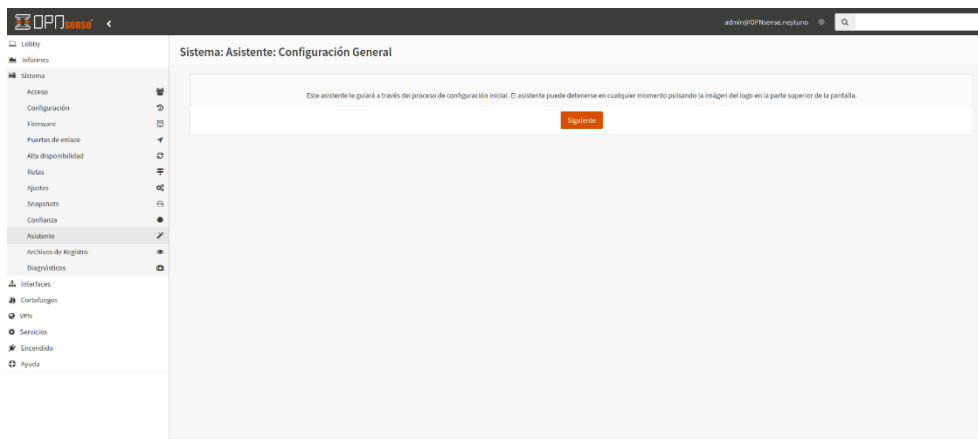 OPNsense
admin@OPNsense.neptuno
Lobby
Informes
Sistema
Acceso
Configuración
Firmware
Puertas de enlace
Alta disponibilidad
Rutas
Ajustes
Snapshots
Confianza
Asistente
Archivos de Registro
Diagnósticos
Interfaces
Cortafuegos
VPN
Servicios
Encendido
Ayuda
Sistema: Asistente: Configuración General
Este asistente le guiará a través del proceso de configuración inicial. El asistente puede detenerse en cualquier momento pulsando la imágen del logo en la parte superior de la pantalla.
Siguiente